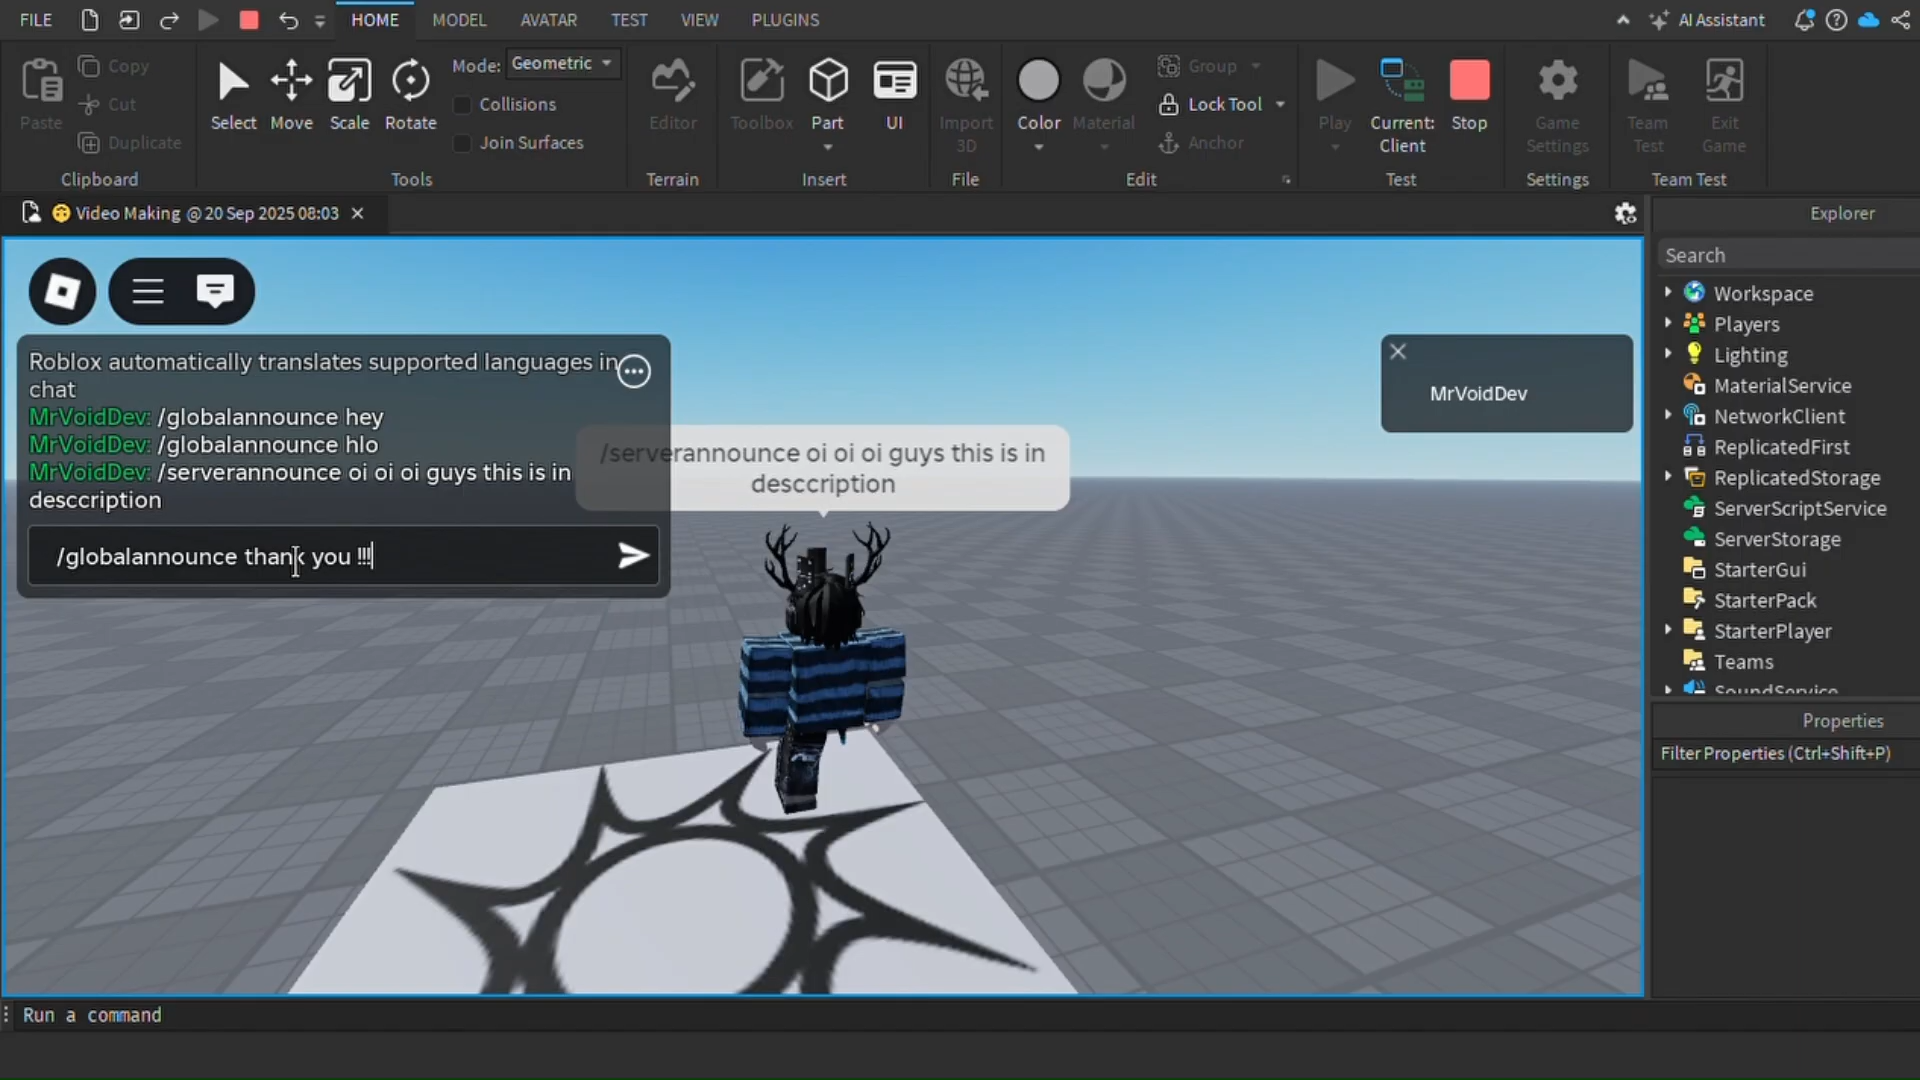 FILE HOME MODEL AVATAR TEST VIEW PLUGINS AI Assistant
Paste Copy Cut Duplicate
Clipboard
Select Move Scale Rotate
Mode: Geometric
Collisions
Join Surfaces
Tools
Editor
Terrain
Toolbox Part UI
Insert
Import
3D
File
Color Material
Group
Lock Tool
Anchor
Edit
Play
Current:
Client
Stop
Test
Game
Settings
Settings
Team
Test
Exit
Game
Team Test
Video Making @ 20 Sep 2025 08:03
Roblox automatically translates supported languages in
chat
MrVoidDev: /globalannounce hey
MrVoidDev: /globalannounce hlo
MrVoidDev: /serverannounce oi oi oi guys this is in
desccription
/globalannounce thank you !!!
/serverannounce oi oi oi guys this is in
desccription
MrVoidDev
Explorer
Search
Workspace
Players
Lighting
MaterialService
NetworkClient
ReplicatedFirst
ReplicatedStorage
ServerScriptService
ServerStorage
StarterGui
StarterPack
StarterPlayer
Teams
SoundService
Properties
Filter Properties (Ctrl+Shift+P)
Run a command